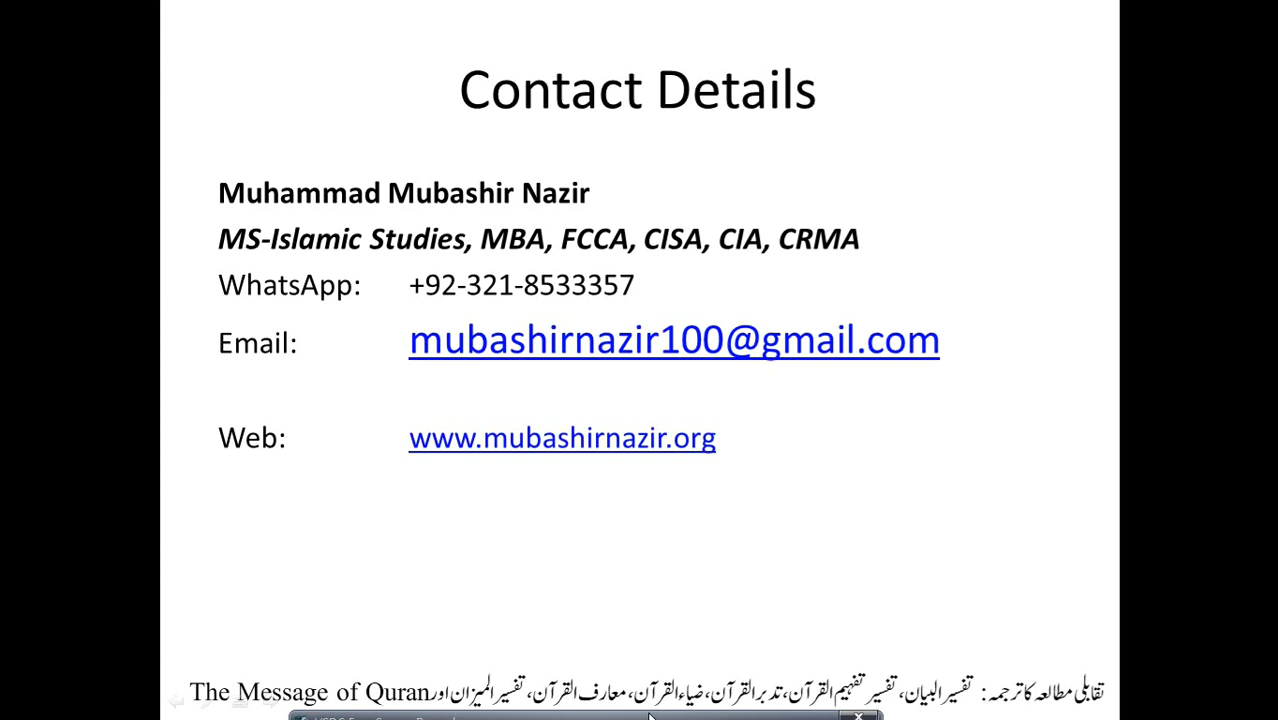 Contact Details
Muhammad Mubashir Nazir
MS-Islamic Studies, MBA, FCCA, CISA, CIA, CRMA
WhatsApp: +92-321-8533357
Email: mubashirnazir100@gmail.com
Web: www.mubashirnazir.org
تقابلی مطالعہ کا ترجمہ: تفسیر البیان، تفسیر تفہیم القرآن، تدبر القرآن، ضیاء القرآن، معارف القرآن، تفسیر المیزان اور The Message of Quran